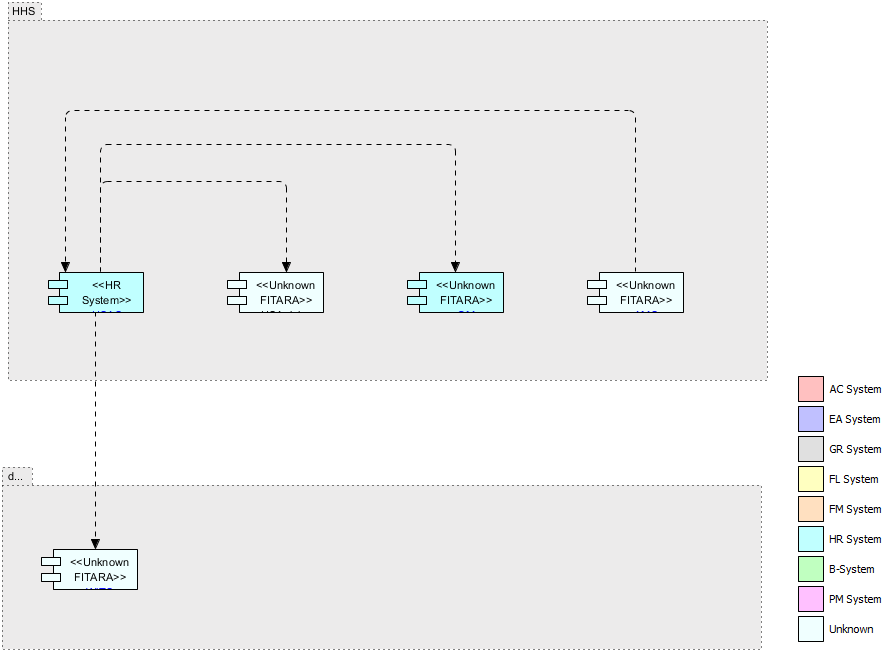 HHS
<<HR
System>>
<<Unknown
FITARA>>
<<Unknown
FITARA>>
<<Unknown
FITARA>>
d...
<<Unknown
FITARA>>
AC System
EA System
GR System
FL System
FM System
HR System
B-System
PM System
Unknown